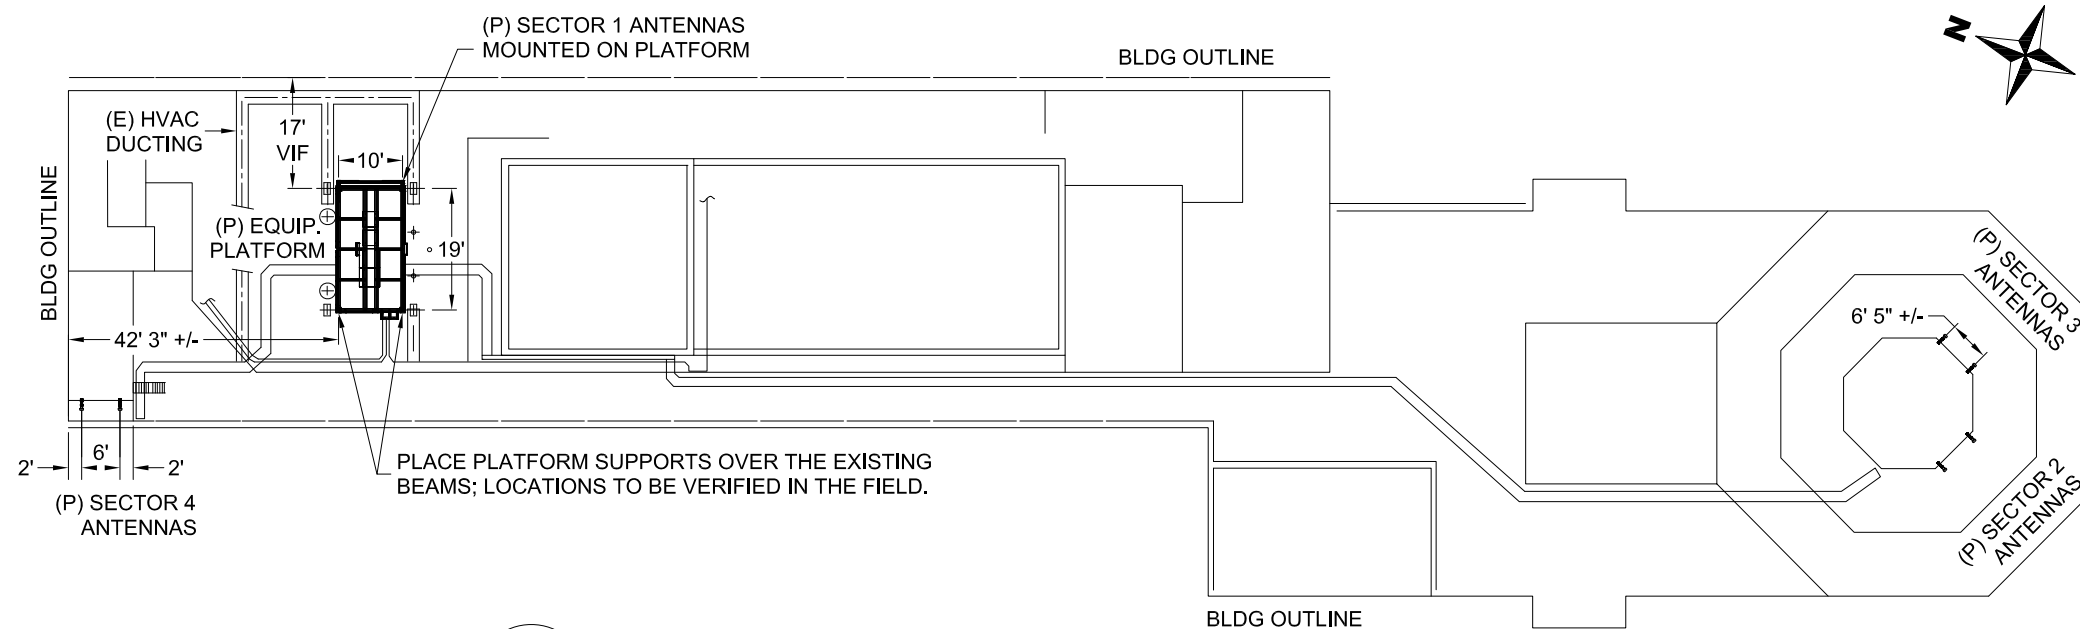 (P) SECTOR 1 ANTENNAS
MOUNTED ON PLATFORM
BLDG OUTLINE
N
(E) HVAC
DUCTING
17'
VIF
10'
BLDG OUTLINE
(P) EQUIP.
PLATFORM
19'
42' 3" +/-
(P) SECTOR 3
ANTENNAS
6' 5" +/-
2'
6'
2'
PLACE PLATFORM SUPPORTS OVER THE EXISTING
BEAMS; LOCATIONS TO BE VERIFIED IN THE FIELD.
(P) SECTOR 4
ANTENNAS
(P) SECTOR 2
ANTENNAS
BLDG OUTLINE